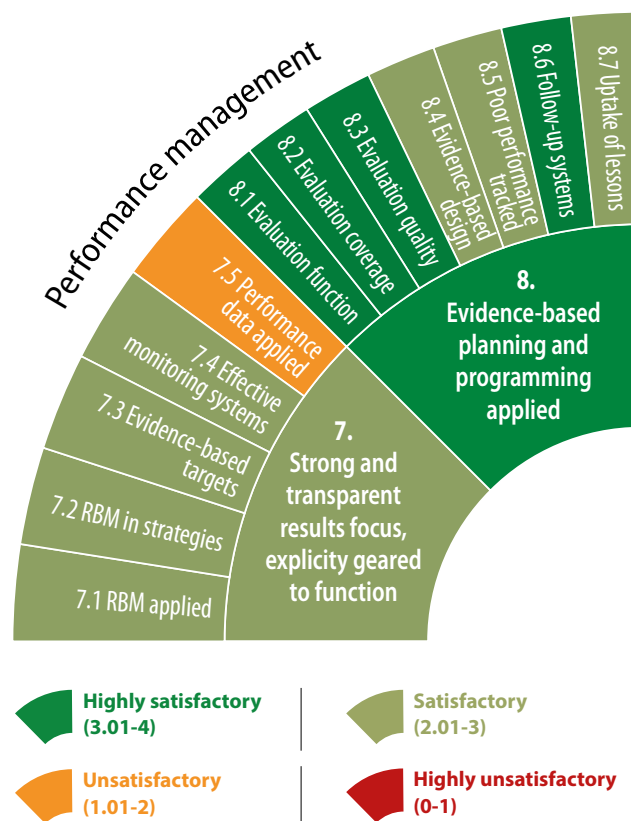 Performance management
8.7 Uptake of lessons
8.6 Follow-up systems
8.5 Poor performance
tracked
8.4 Evidence-based
design
8.3 Evaluation quality
8.2 Evaluation coverage
8.1 Evaluation function
7.5 Performance
data applied
7.4 Effective
monitoring systems
7.3 Evidence-based
targets
7.2 RBM in strategies
7.1 RBM applied
8.
Evidence-based
planning and
programming
applied
7.
Strong and
transparent
results focus,
explicity geared
to function
Highly satisfactory
(3.01-4)
Satisfactory
(2.01-3)
Unsatisfactory
(1.01-2)
Highly unsatisfactory
(0-1)